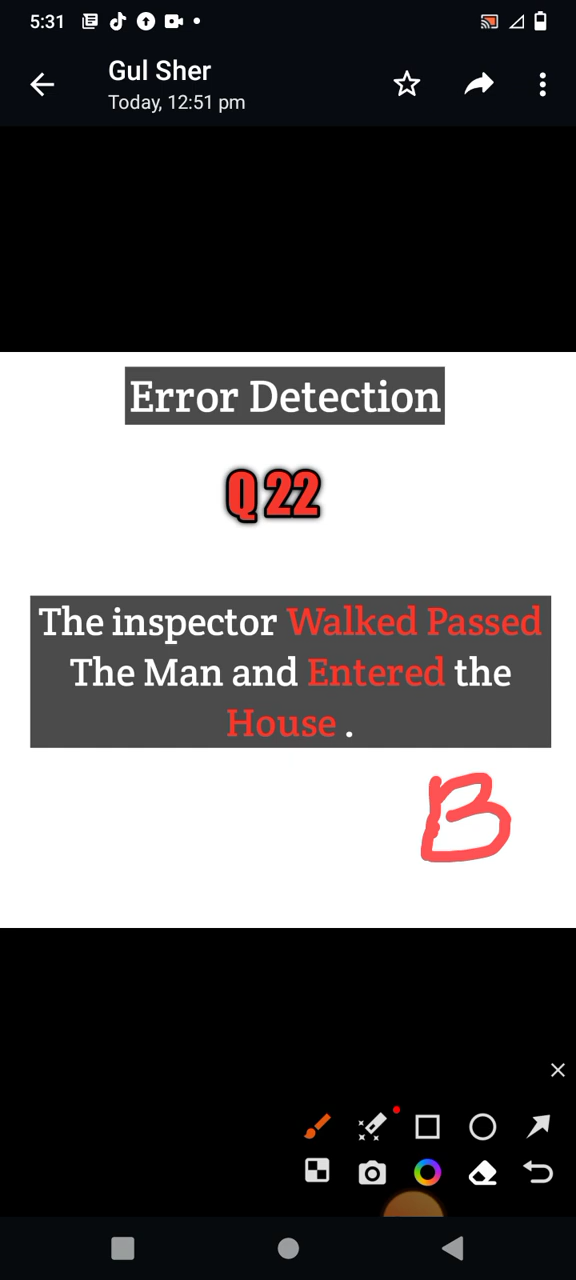 5:31
Gul Sher
Today, 12:51 pm
Error Detection
Q 22
The inspector Walked Passed
The Man and Entered the
House .
B